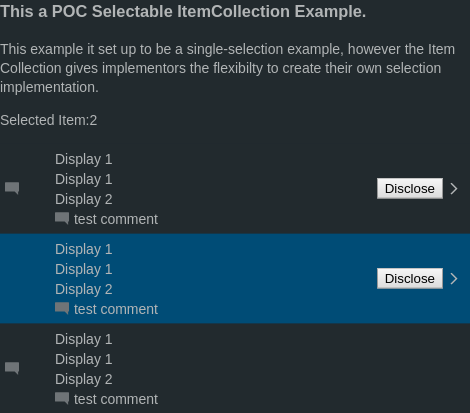 This a POC Selectable ItemCollection Example.
This example it set up to be a single-selection example, however the Item
Collection gives implementors the flexibilty to create their own selection
implementation.
Selected Item:2
Display 1
Display 1
Display 2
test comment
Disclose
Display 1
Display 1
Display 2
test comment
Disclose
Display 1
Display 1
Display 2
test comment